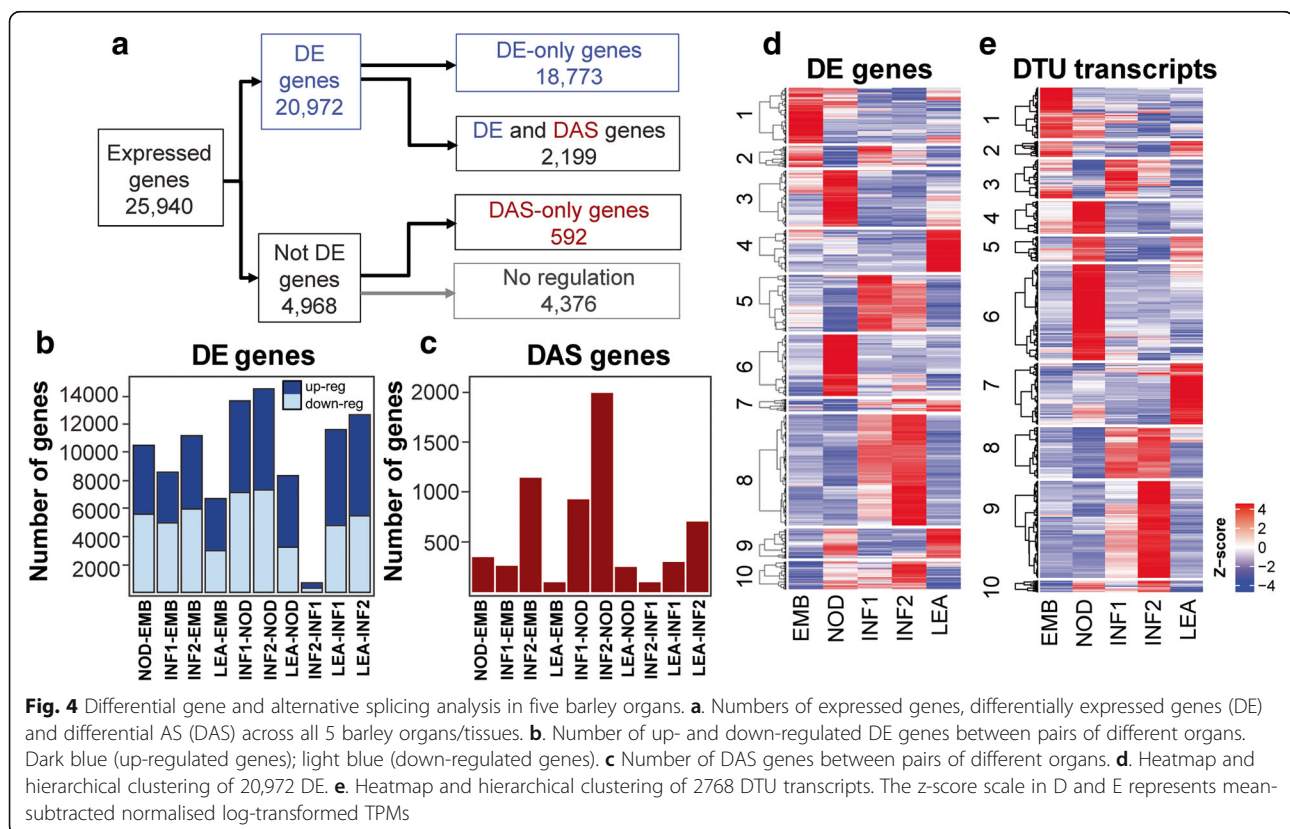 a
Expressed
genes
25,940
DE
genes
20,972
Not DE
genes
4,968
DE-only genes
18,773
DE and DAS genes
2,199
DAS-only genes
592
No regulation
4,376
b
DE genes
Number of genes
14000
12000
10000
8000
6000
4000
2000
up-reg
down-reg
NOD-EMB
INF1-EMB
INF2-EMB
LEA-EMB
INF1-NOD
INF2-NOD
LEA-NOD
INF2-INF1
LEA-INF1
LEA-INF2
c
DAS genes
Number of genes
2000
1500
1000
500
NOD-EMB
INF1-EMB
INF2-EMB
LEA-EMB
INF1-NOD
INF2-NOD
LEA-NOD
INF2-INF1
LEA-INF1
LEA-INF2
d
DE genes
1
2
3
4
5
6
7
8
9
10
EMB
NOD
INF1
INF2
LEA
e
DTU transcripts
1
2
3
4
5
6
7
8
9
10
EMB
NOD
INF1
INF2
LEA
Z-score
4
2
0
−2
−4
Fig. 4 Differential gene and alternative splicing analysis in five barley organs. a. Numbers of expressed genes, differentially expressed genes (DE)
and differential AS (DAS) across all 5 barley organs/tissues. b. Number of up- and down-regulated DE genes between pairs of different organs.
Dark blue (up-regulated genes); light blue (down-regulated genes). c Number of DAS genes between pairs of different organs. d. Heatmap and
hierarchical clustering of 20,972 DE. e. Heatmap and hierarchical clustering of 2768 DTU transcripts. The z-score scale in D and E represents mean-
subtracted normalised log-transformed TPMs